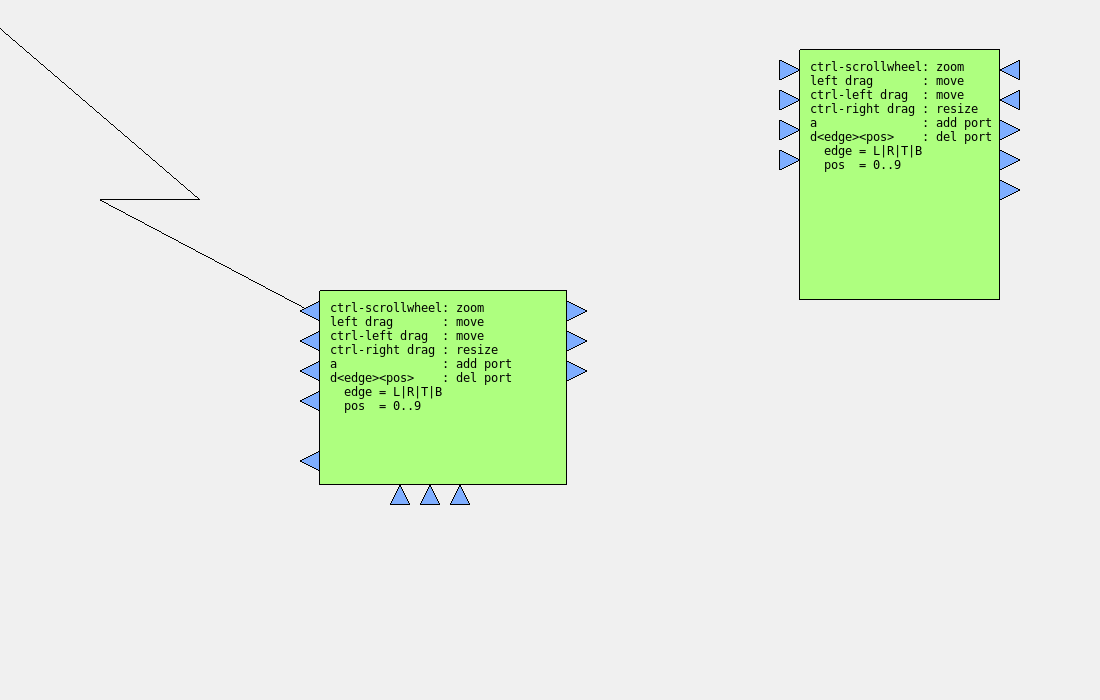 ctrl-scrollwheel: zoom
left drag       : move
ctrl-left drag  : move
ctrl-right drag : resize
a               : add port
d<edge><pos>    : del port
  edge = L|R|T|B
  pos  = 0..9
ctrl-scrollwheel: zoom
left drag       : move
ctrl-left drag  : move
ctrl-right drag : resize
a               : add port
d<edge><pos>    : del port
  edge = L|R|T|B
  pos  = 0..9